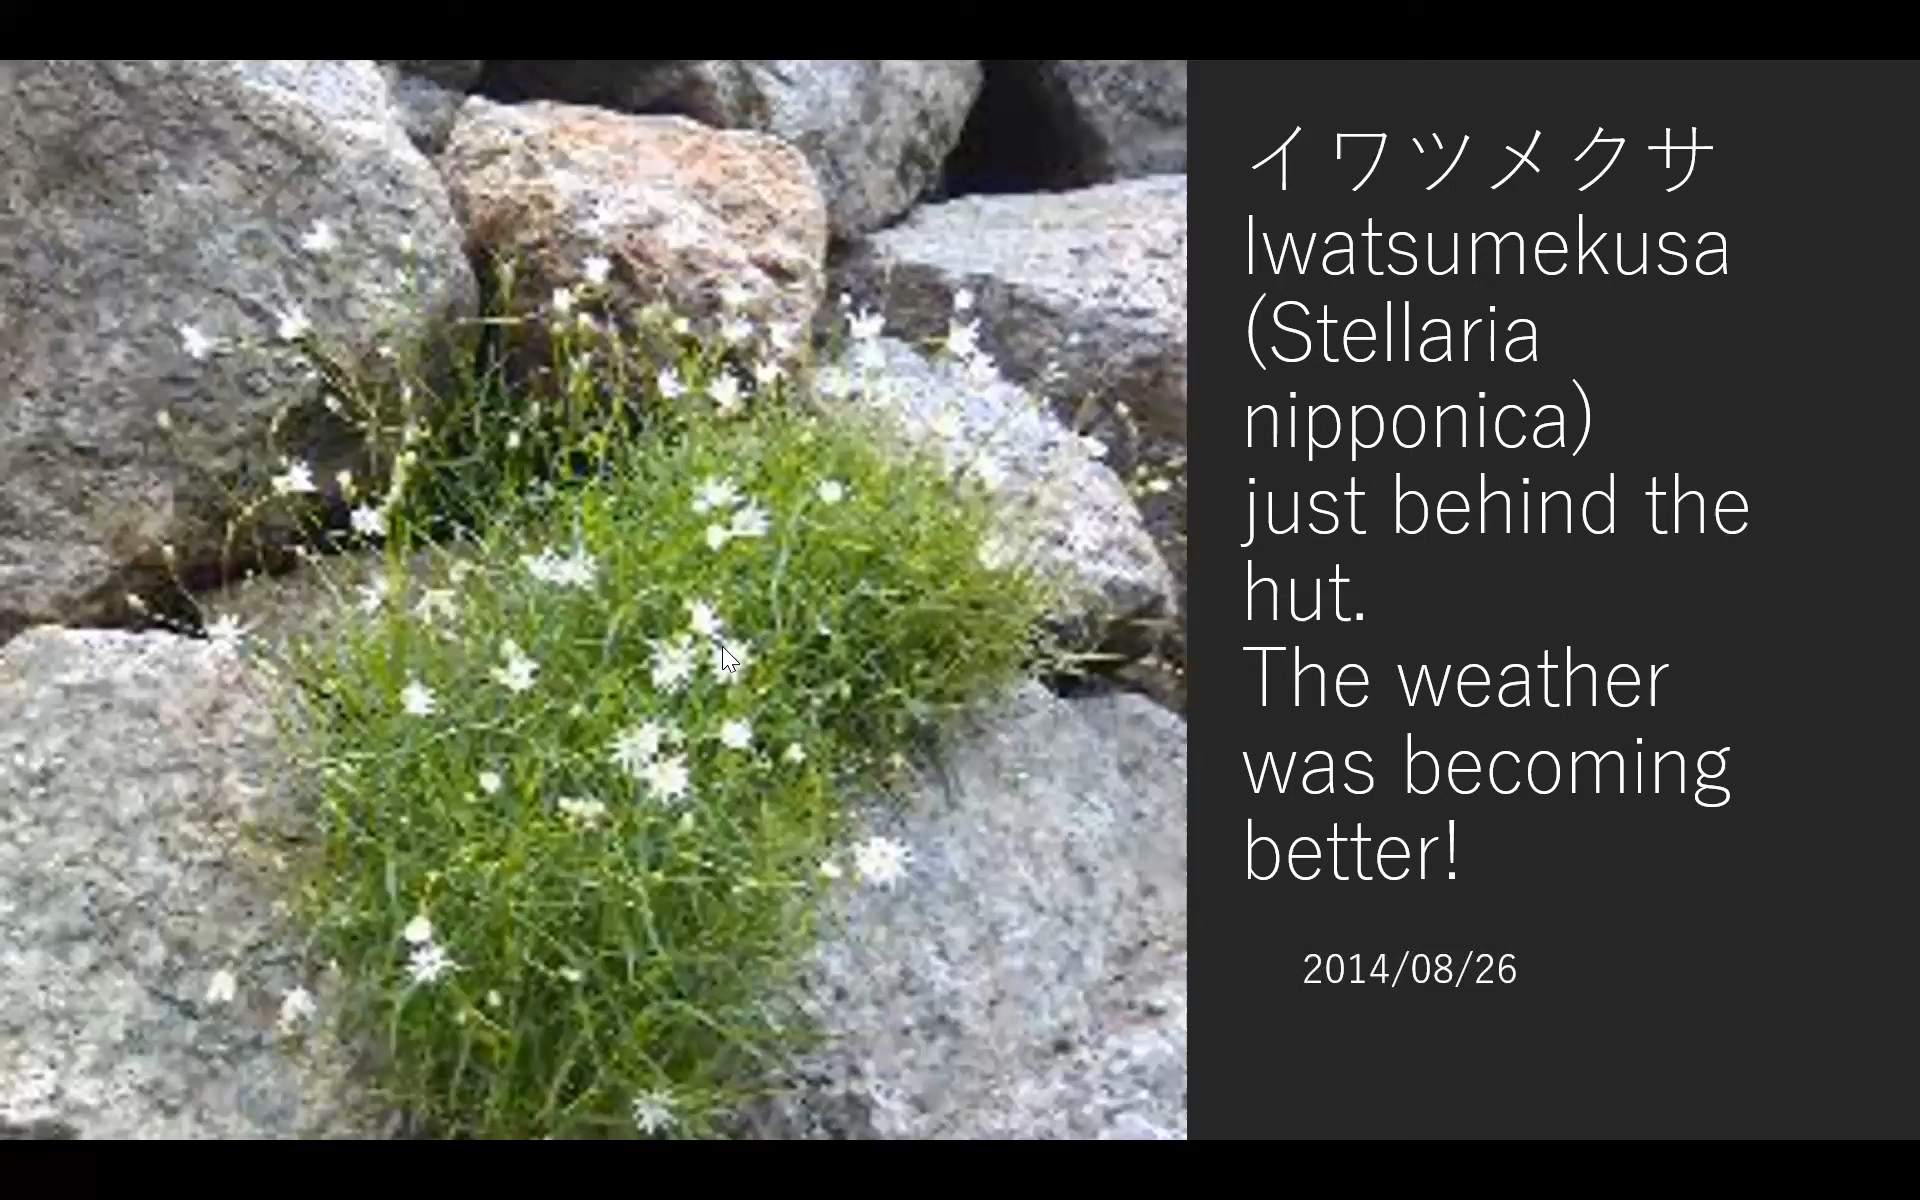 イワツメクサ
Iwatsumekusa
(Stellaria
nipponica)
just behind the
hut.
The weather
was becoming
better!
2014/08/26